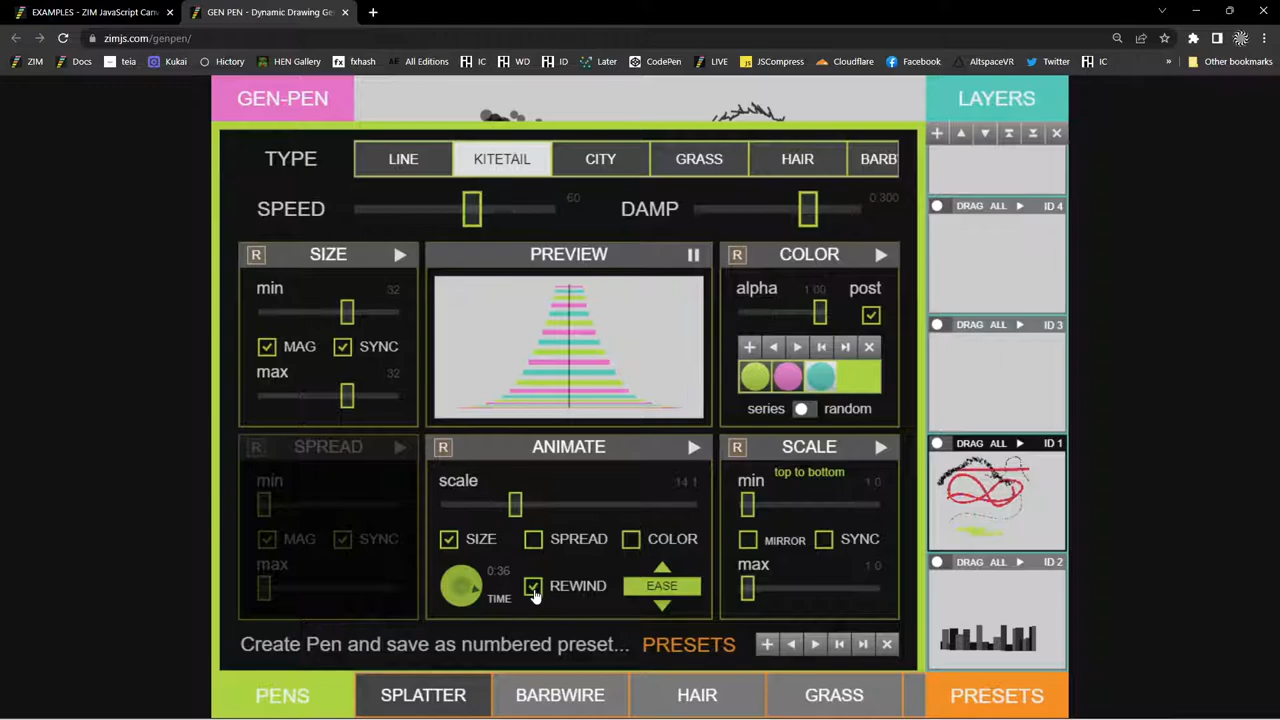 EXAMPLES - ZIM JavaScript Canv
GEN PEN - Dynamic Drawing Ge
zimjs.com/genpen/
ZIM Docs teia Kukai Hictory HEN Gallery fxhash All Editions IC WD ID Later CodePen LIVE JSCompress Cloudflare Facebook AltspaceVR Twitter IC » Other bookmarks
GEN-PEN
LAYERS
TYPE LINE KITETAIL CITY GRASS HAIR BARB
SPEED 60 DAMP 0.300
DRAG ALL ID 4
R SIZE
PREVIEW
R COLOR
min 32
alpha 1.00 post
DRAG ALL ID 3
MAG SYNC
max 32
series random
R SPREAD
R ANIMATE
R SCALE
DRAG ALL ID 1
top to bottom
min
scale 14.1
min 1.0
MAG SYNC
SIZE SPREAD COLOR
MIRROR SYNC
max
0:36
TIME
REWIND
EASE
max 1.0
DRAG ALL ID 2
Create Pen and save as numbered preset... PRESETS
PENS SPLATTER BARBWIRE HAIR GRASS PRESETS